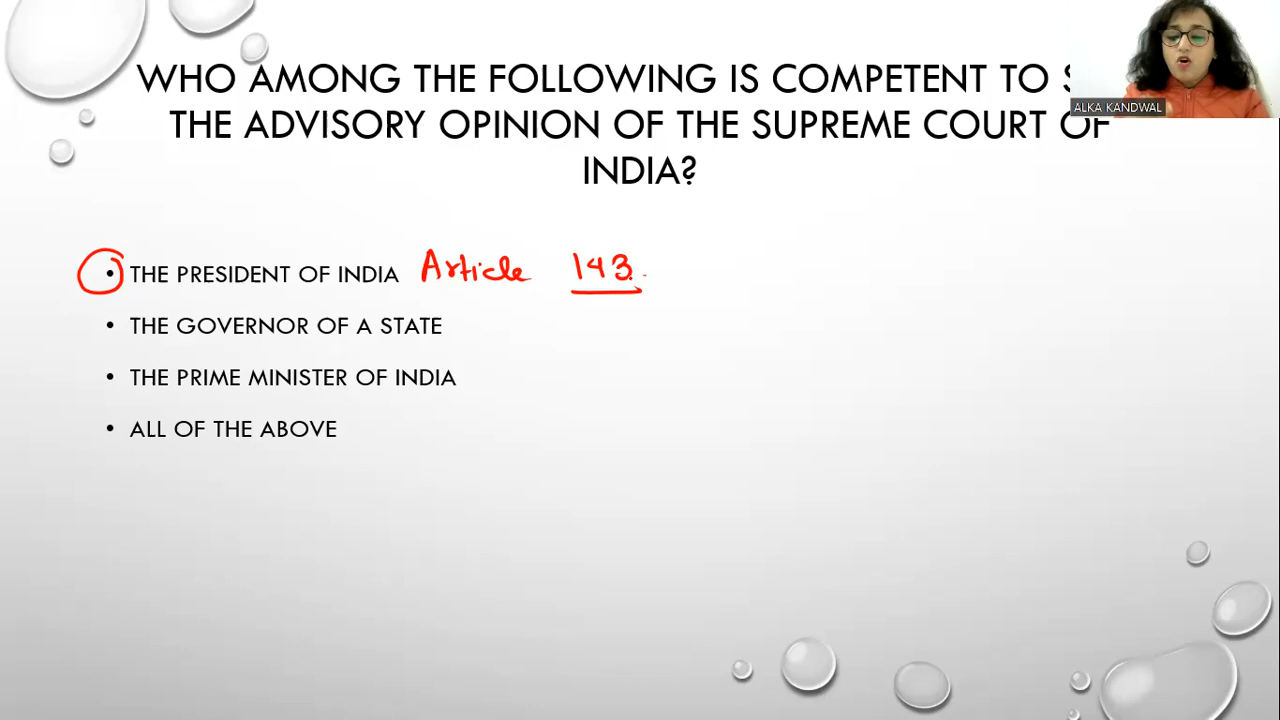 WHO AMONG THE FOLLOWING IS COMPETENT TO
ALKA KANDWAL
THE ADVISORY OPINION OF THE SUPREME COURT OF
INDIA?
• THE PRESIDENT OF INDIA Article 143.
• THE GOVERNOR OF A STATE
• THE PRIME MINISTER OF INDIA
• ALL OF THE ABOVE